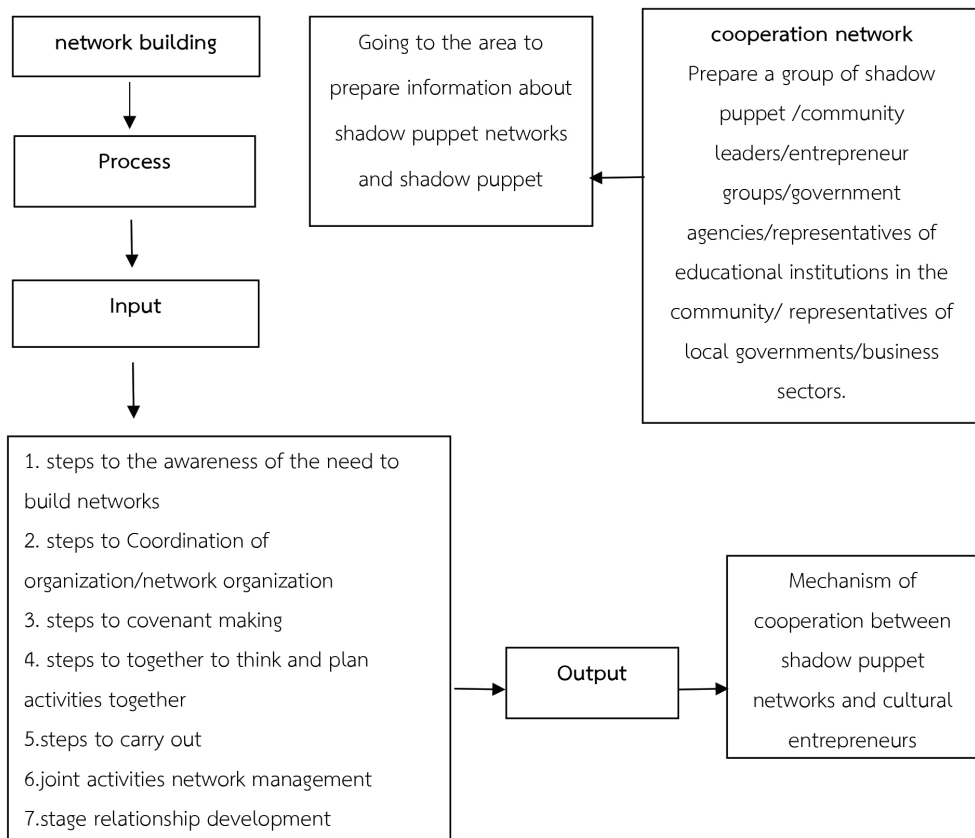 network building
Process
Input
Going to the area to
prepare information about
shadow puppet networks
and shadow puppet
cooperation network
Prepare a group of shadow
puppet /community
leaders/entrepreneur
groups/government
agencies/representatives of
educational institutions in the
community/ representatives of
local governments/business
sectors.
1. steps to the awareness of the need to
build networks
2. steps to Coordination of
organization/network organization
3. steps to covenant making
4. steps to together to think and plan
activities together
5.steps to carry out
6.joint activities network management
7.stage relationship development
Output
Mechanism of
cooperation between
shadow puppet
networks and cultural
entrepreneurs